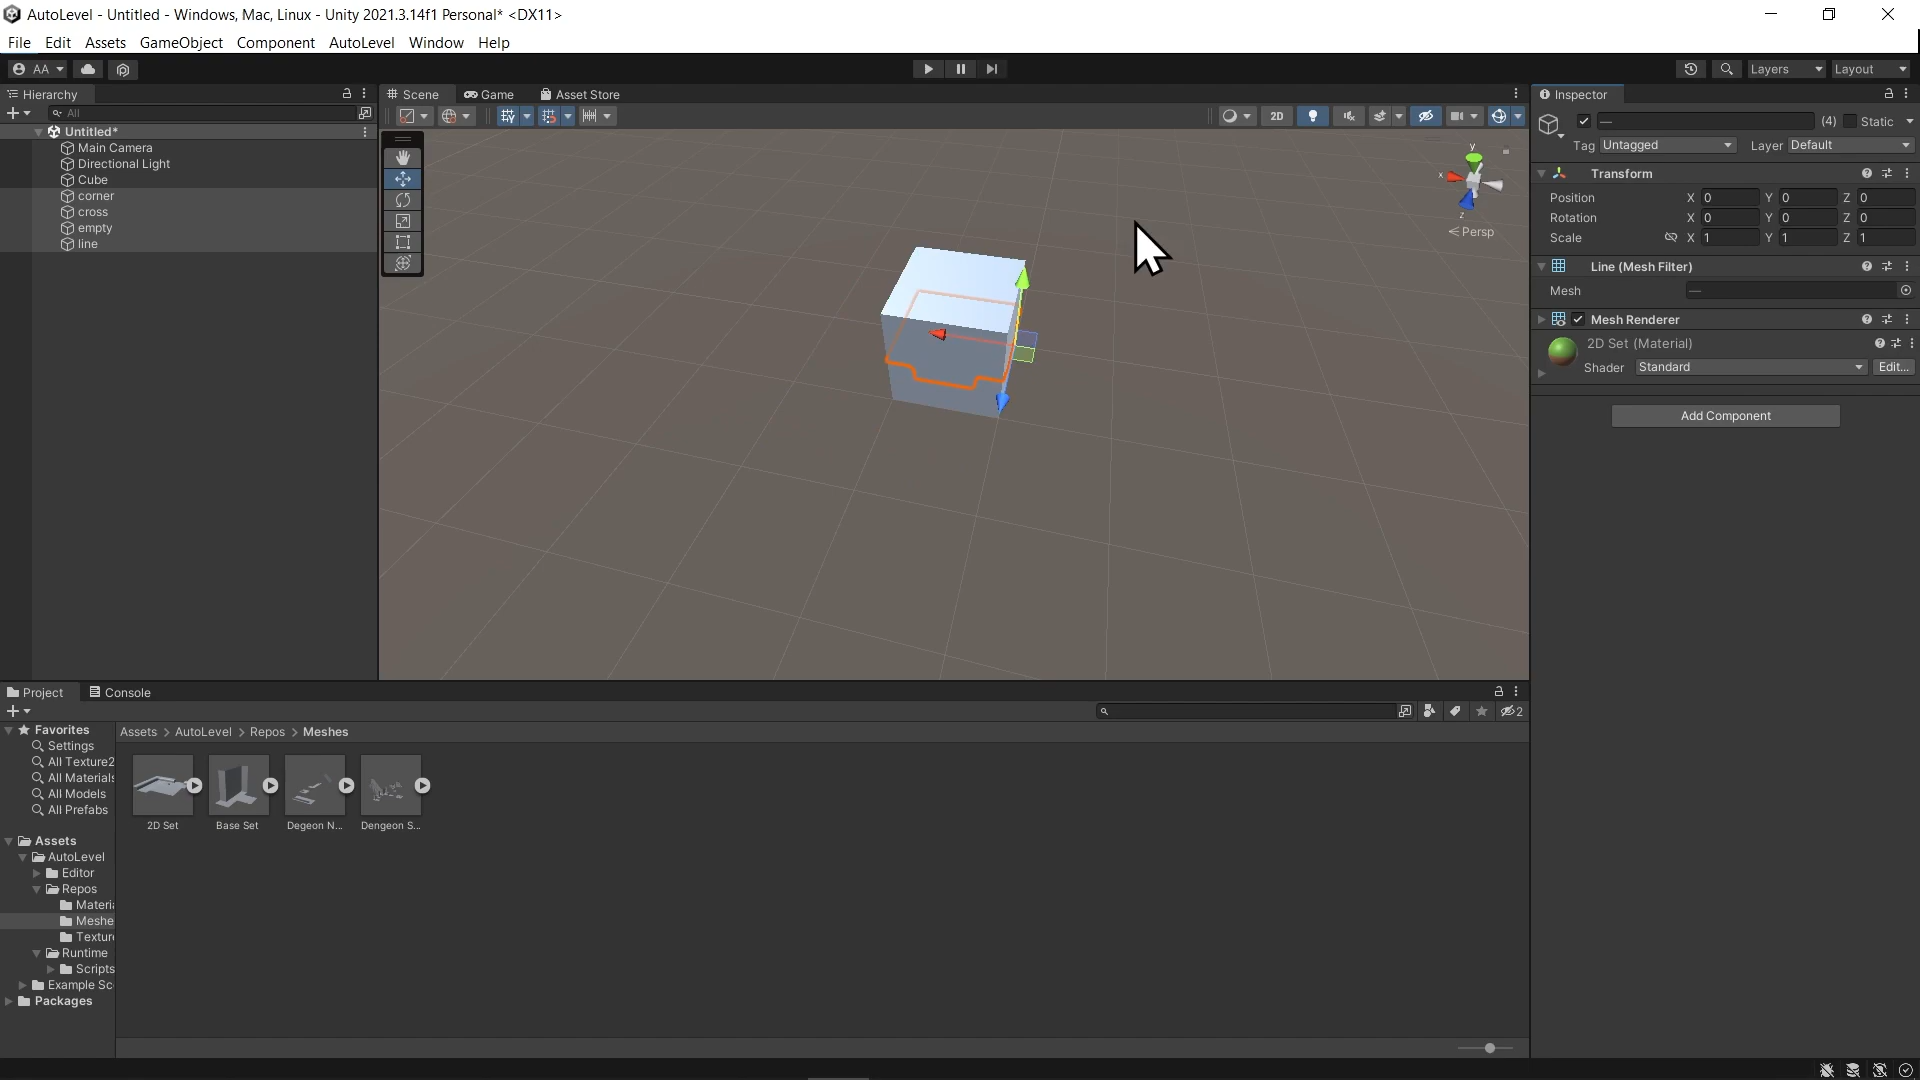 AutoLevel - Untitled - Windows, Mac, Linux - Unity 2021.3.14f1 Personal* <DX11>
File Edit Assets GameObject Component AutoLevel Window Help
AA
Layers Layout
Hierarchy
All
Untitled*
Main Camera
Directional Light
Cube
corner
cross
empty
line
Scene Game Asset Store
2D
y
x
z
Persp
Inspector
— (4) Static
Tag Untagged Layer Default
Transform
Position X 0 Y 0 Z 0
Rotation X 0 Y 0 Z 0
Scale X 1 Y 1 Z 1
Line (Mesh Filter)
Mesh —
Mesh Renderer
2D Set (Material)
Shader Standard Edit...
Add Component
Project Console
2
Favorites
Settings
All Texture2
All Materials
All Models
All Prefabs
Assets
AutoLevel
Editor
Repos
Materia
Meshe
Textur
Runtime
Scripts
Example Sc
Packages
Assets > AutoLevel > Repos > Meshes
2D Set Base Set Degeon N... Dengeon S...